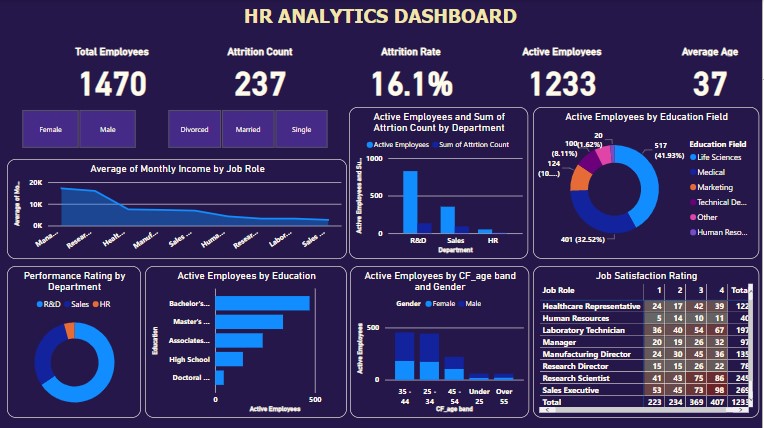 HR ANALYTICS DASHBOARD
Total Employees
1470
Attrition Count
237
Attrition Rate
16.1%
Active Employees
1233
Average Age
37
Female
Male
Divorced
Married
Single
Average of Monthly Income by Job Role
Average of Mo...
20K
10K
0K
Mana...
Resear...
Healt...
Manuf...
Sales ...
Huma...
Resear...
Labor...
Sales ...
Active Employees and Sum of
Attrtion Count by Department
Active Employees
Sum of Attrtion Count
Active Employees and Su...
1000
500
0
R&D
Sales
HR
Department
Active Employees by Education Field
20
(1.62%)
100
(8.11%)
124
(10....)
401 (32.52%)
517
(41.93%)
Education Field
Life Sciences
Medical
Marketing
Technical De...
Other
Human Reso...
Performance Rating by
Department
R&D
Sales
HR
Active Employees by Education
Education
Bachelor's...
Master's ...
Associates...
High School
Doctoral ...
0
500
Active Employees
Active Employees by CF_age band
and Gender
Gender
Female
Male
Active Employees
500
0
35 -
44
25 -
34
45 -
54
Under
25
Over
55
CF_age band
Job Satisfaction Rating
Job Role 1 2 3 4 Total
Healthcare Representative 24 17 42 39 122
Human Resources 5 14 10 11 40
Laboratory Technician 36 40 54 67 197
Manager 20 19 26 32 97
Manufacturing Director 24 30 45 36 135
Research Director 15 15 26 22 78
Research Scientist 41 43 75 86 245
Sales Executive 53 45 73 98 269
Total 223 234 369 407 1233